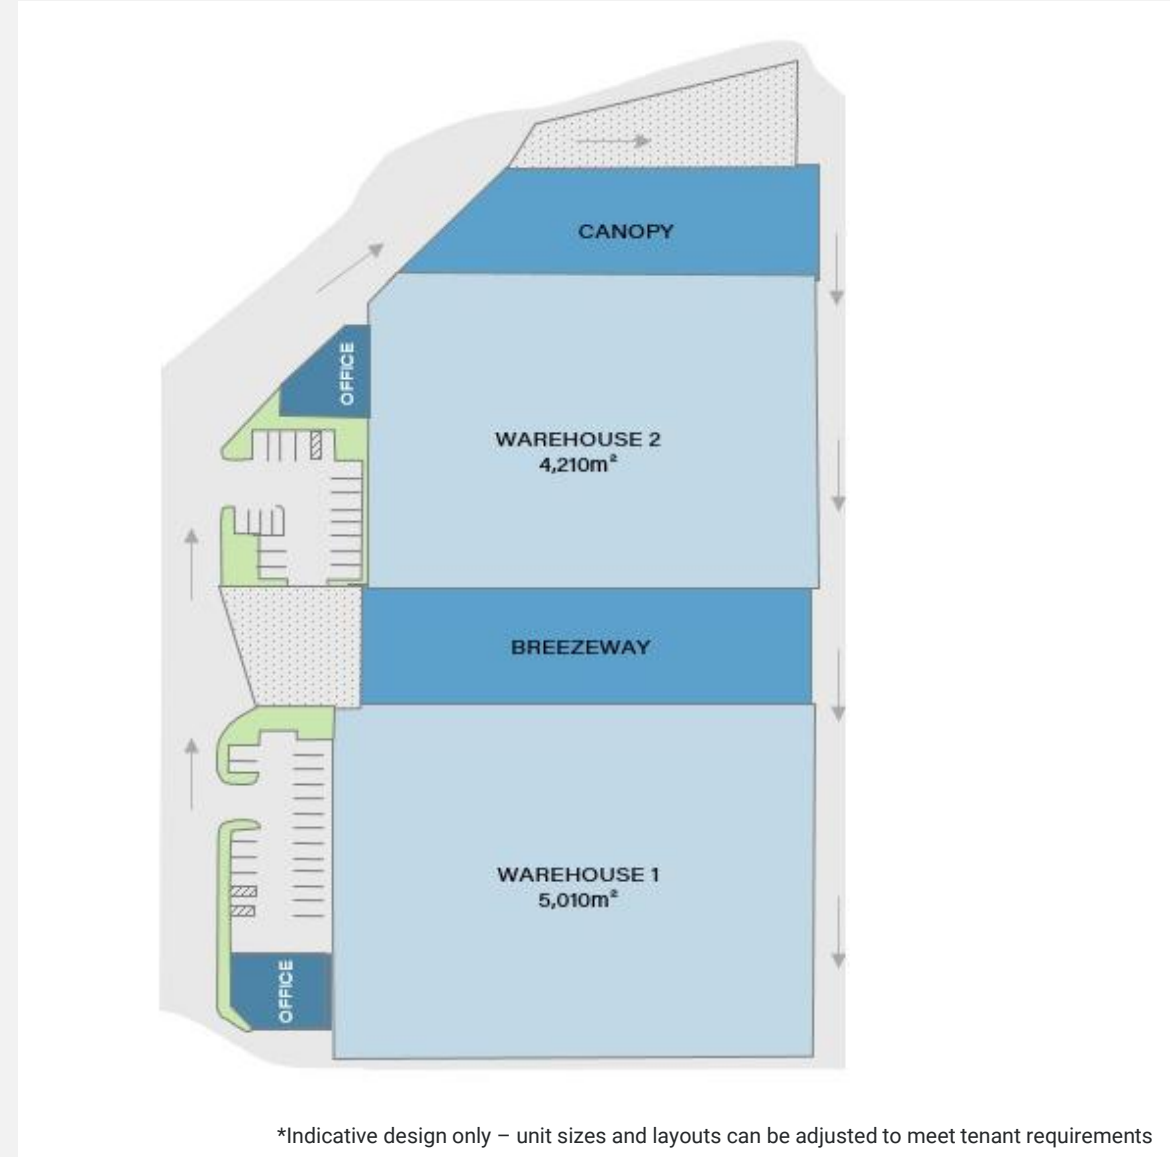 CANOPY
OFFICE
WAREHOUSE 2
4,210m²
BREEZEWAY
WAREHOUSE 1
5,010m²
OFFICE
*Indicative design only – unit sizes and layouts can be adjusted to meet tenant requirements